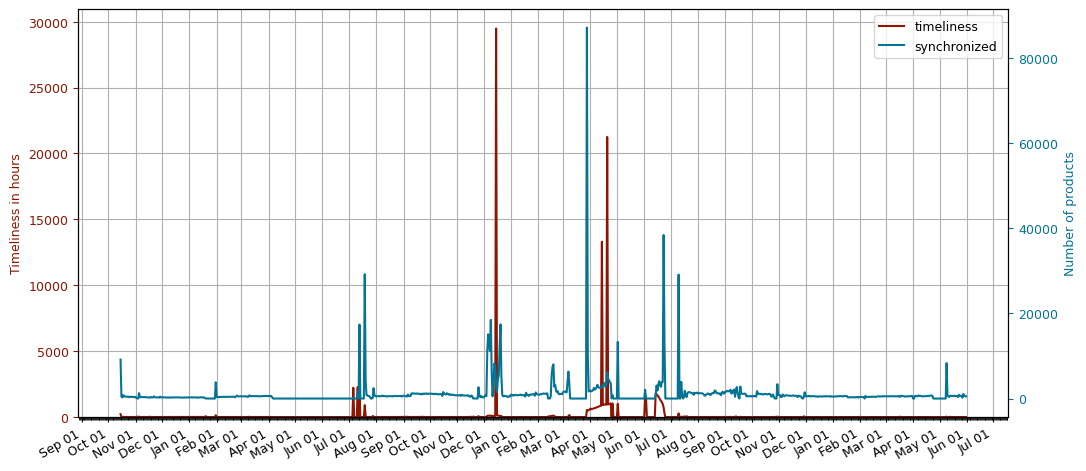 timeliness
synchronized
Timeliness in hours
30000
25000
20000
15000
10000
5000
0
Number of products
80000
60000
40000
20000
0
Sep 01
Oct 01
Nov 01
Dec 01
Jan 01
Feb 01
Mar 01
Apr 01
May 01
Jun 01
Jul 01
Aug 01
Sep 01
Oct 01
Nov 01
Dec 01
Jan 01
Feb 01
Mar 01
Apr 01
May 01
Jun 01
Jul 01
Aug 01
Sep 01
Oct 01
Nov 01
Dec 01
Jan 01
Feb 01
Mar 01
Apr 01
May 01
Jun 01
Jul 01